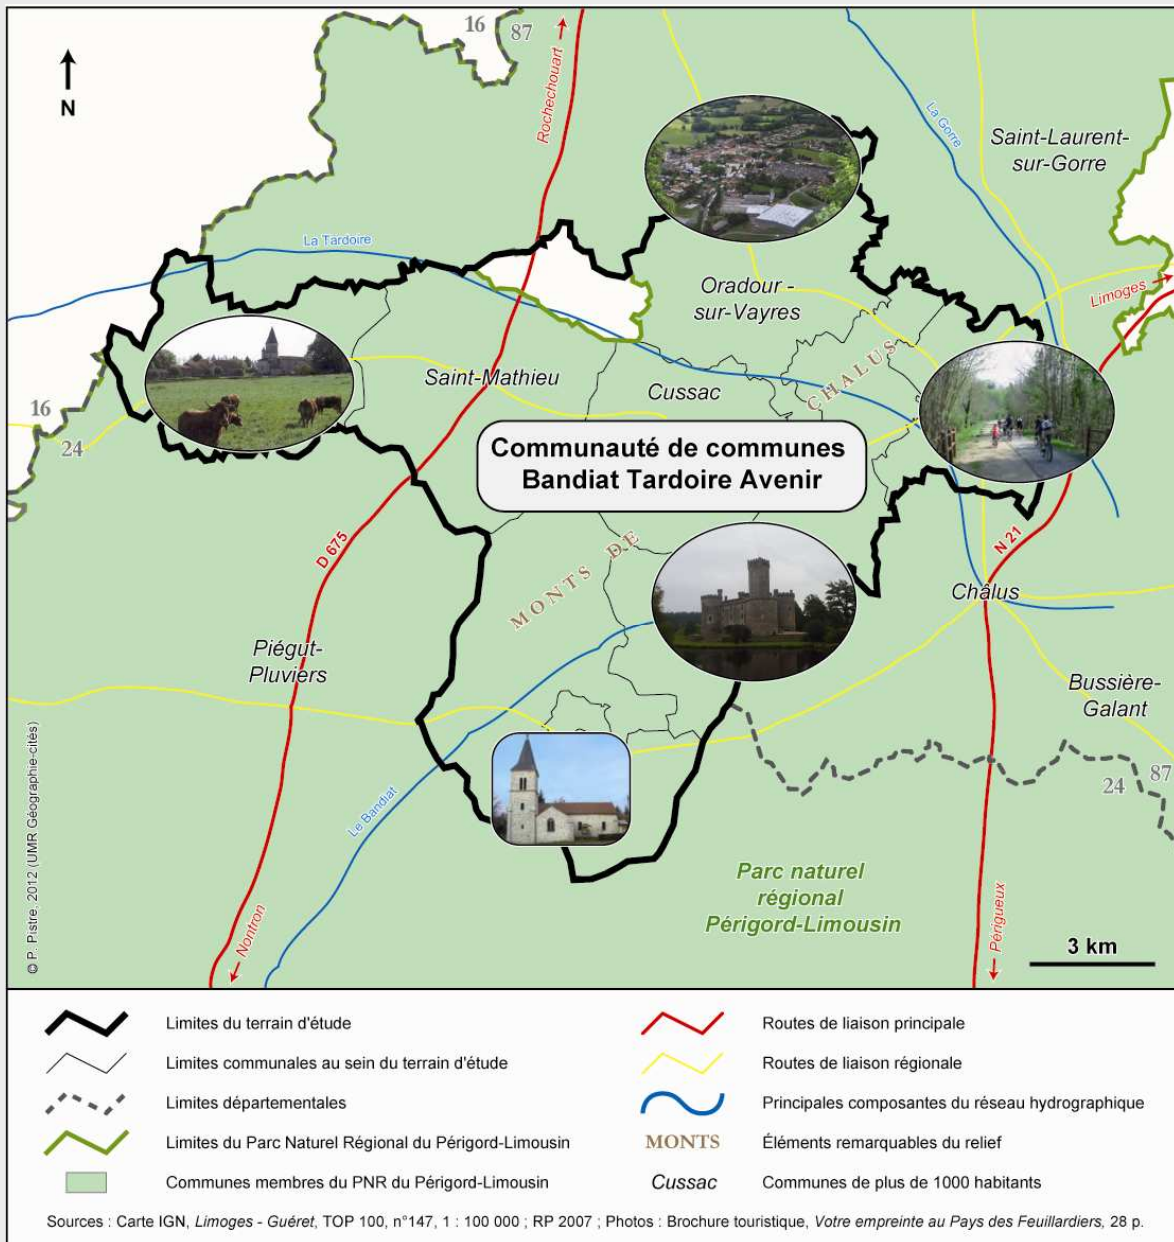 16
87
N
Rochechouart
La Gorre
Saint-Laurent-
sur-Gorre
La Tardoire
Oradour -
sur-Vayres
Limoges
CHALUS
Saint-Mathieu
Cussac
16
24
Communauté de communes
Bandiat Tardoire Avenir
D 675
MONTS DE
N 21
Châlus
Piégut-
Pluviers
Bussière-
Galant
24
87
Le Bandiat
Parc naturel
régional
Périgord-Limousin
Nontron
Périgueux
3 km
© P. Pistre, 2012 (UMR Géographie-cités)
Limites du terrain d'étude
Limites communales au sein du terrain d'étude
Limites départementales
Limites du Parc Naturel Régional du Périgord-Limousin
Communes membres du PNR du Périgord-Limousin
Routes de liaison principale
Routes de liaison régionale
Principales composantes du réseau hydrographique
MONTS Éléments remarquables du relief
Cussac Communes de plus de 1000 habitants
Sources : Carte IGN, Limoges - Guéret, TOP 100, n°147, 1 : 100 000 ; RP 2007 ; Photos : Brochure touristique, Votre empreinte au Pays des Feuillardiers, 28 p.